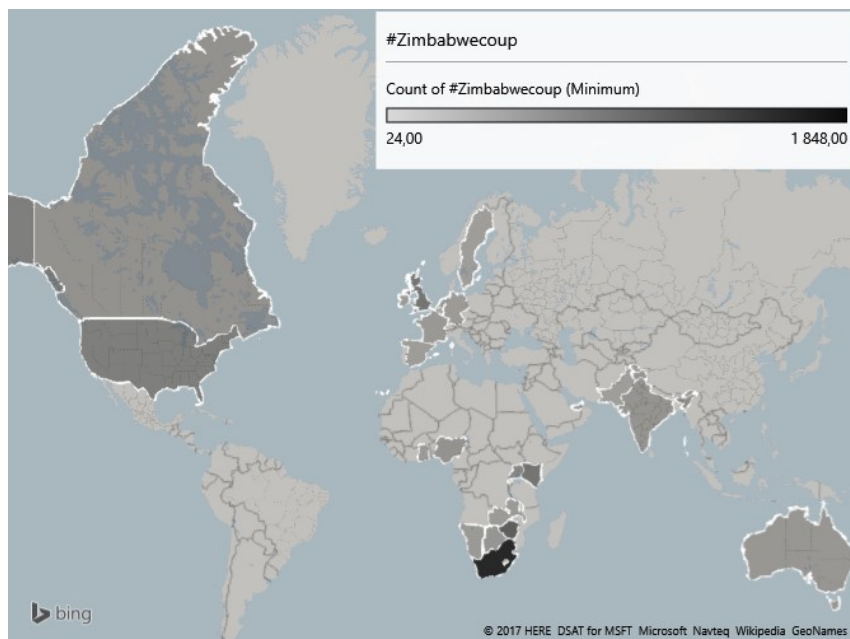 #Zimbabwecoup
Count of #Zimbabwecoup (Minimum)
24,00 1 848,00
bing
© 2017 HERE DSAT for MSFT Microsoft Navteq Wikipedia GeoNames